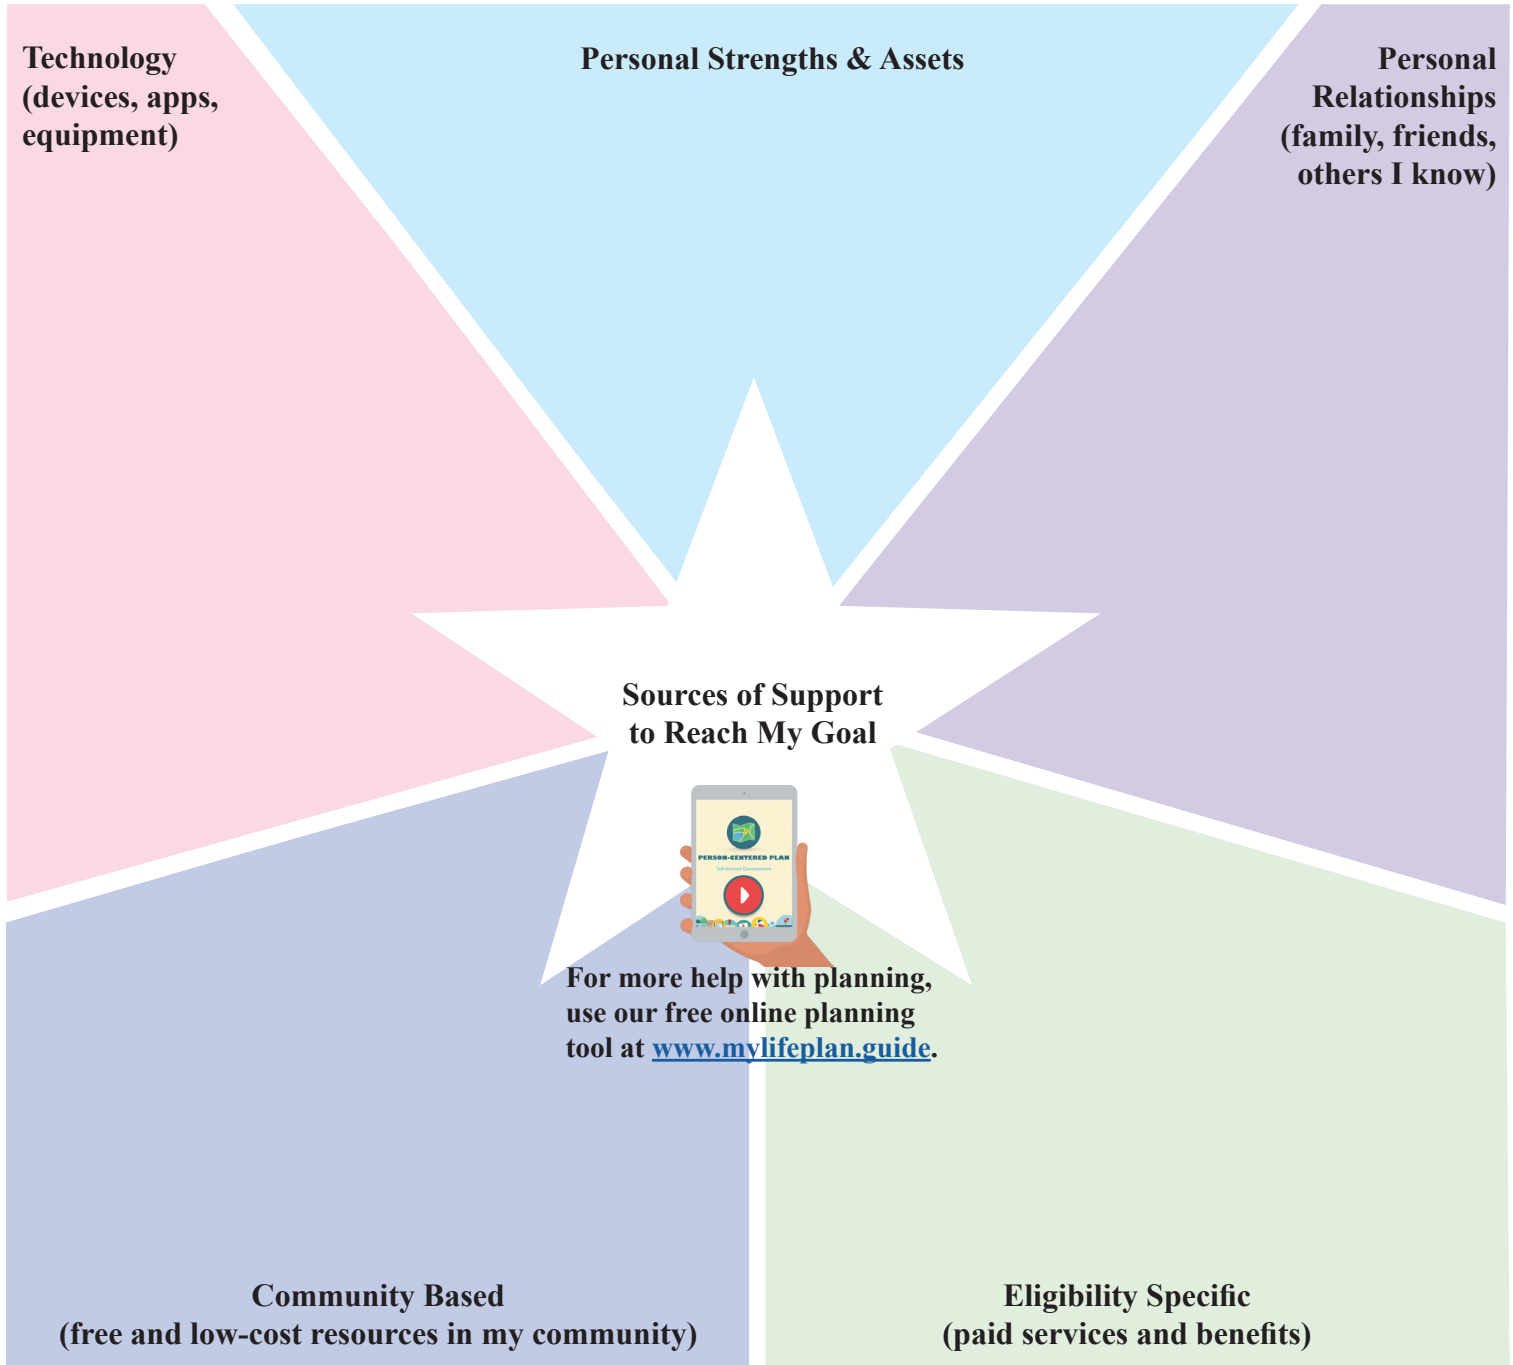 Technology
(devices, apps,
equipment)
Personal Strengths & Assets
Personal
Relationships
(family, friends,
others I know)
Sources of Support
to Reach My Goal
PERSON-CENTERED PLAN
For more help with planning,
use our free online planning
tool at www.mylifeplan.guide.
Community Based
(free and low-cost resources in my community)
Eligibility Specific
(paid services and benefits)